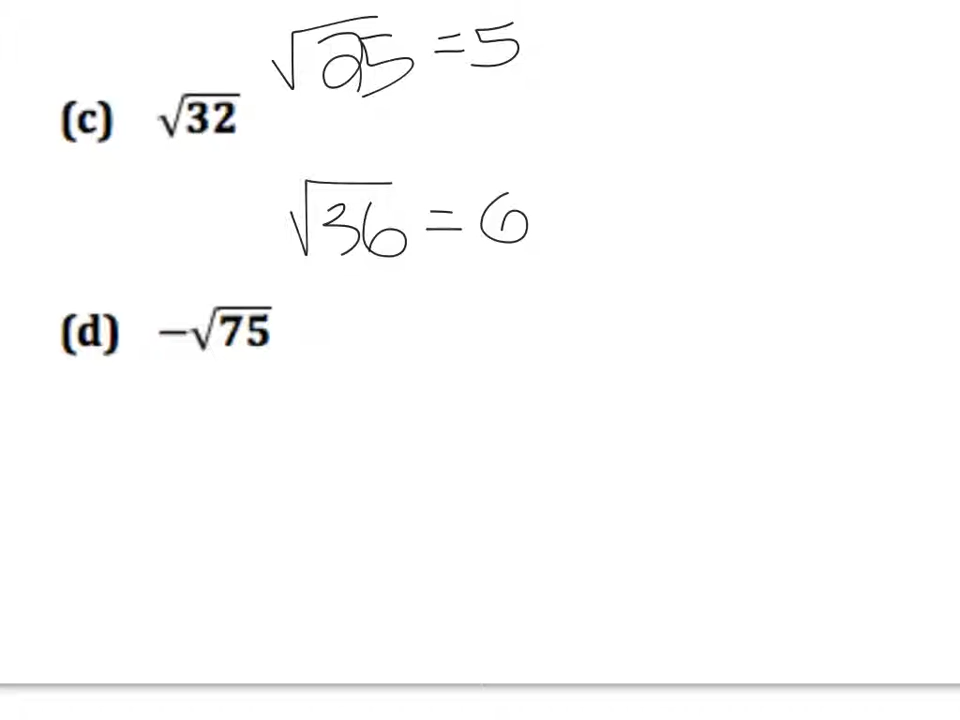 √25 = 5
(c) √32
√36 = 6
(d) −√75